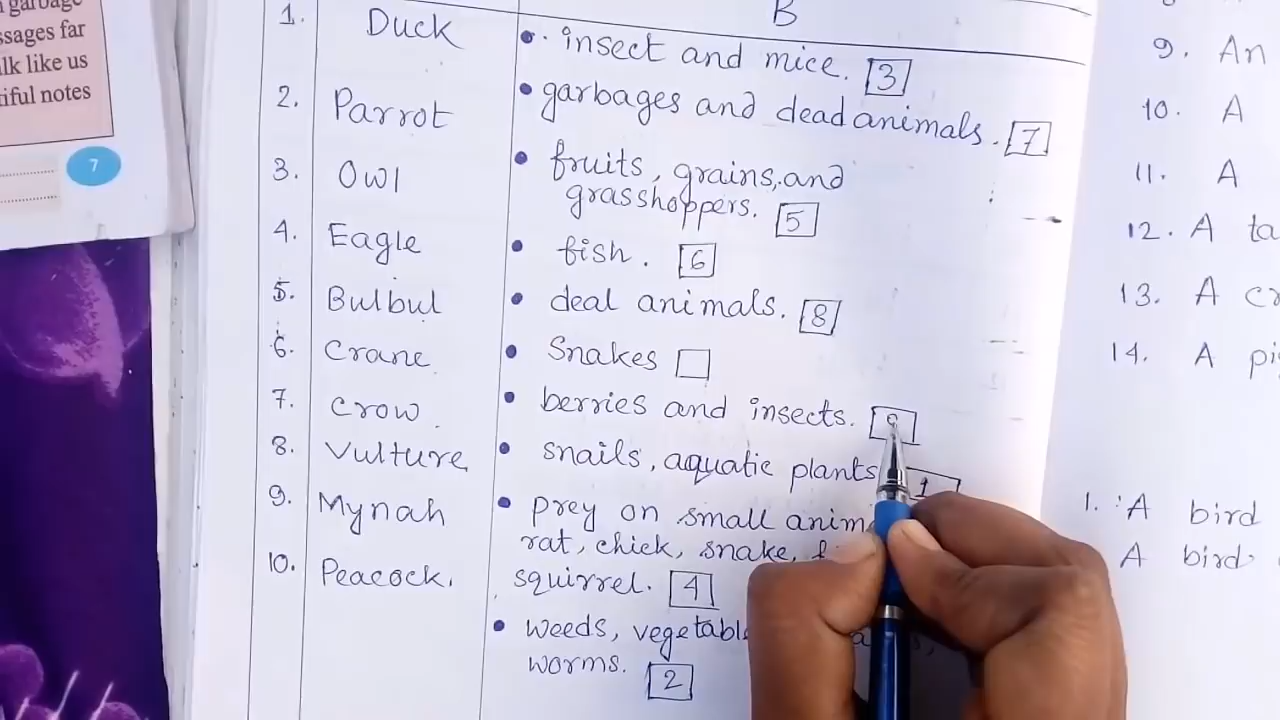 garbage
ssages far
lk like us
tiful notes
7
B
1. Duck
2. Parrot
3. Owl
4. Eagle
5. Bulbul
6. Crane
7. Crow
8. Vulture
9. Mynah
10. Peacock.
• insect and mice. 3
• garbages and dead animals. 7
• fruits, grains, and
grasshoppers. 5
• fish. 6
• deal animals. 8
• Snakes
• berries and insects. 9
• snails, aquatic plants 1
• prey on small
rat, chick, snake,
squirrel. 4
• weeds,
worms. 2
9. An
10. A
11. A
12. A ta
13. A cr
14. A pi
1. A bird
A bird